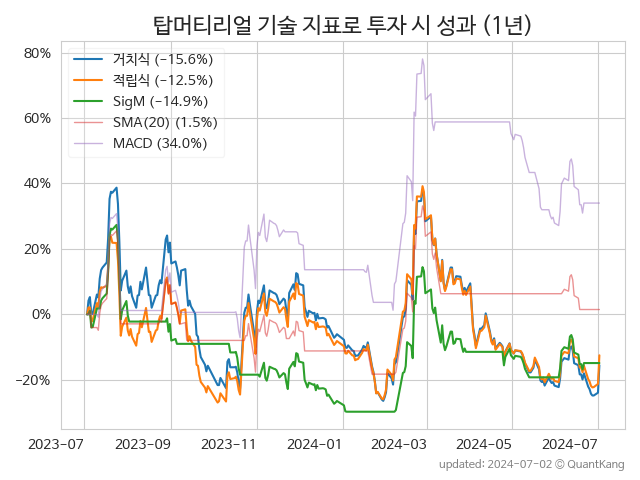 탑머티리얼 기술 지표로 투자 시 성과 (1년)
거치식 (−15.6%)
적립식 (−12.5%)
SigM (−14.9%)
SMA(20) (1.5%)
MACD (34.0%)
80%
60%
40%
20%
0%
−20%
2023-07
2023-09
2023-11
2024-01
2024-03
2024-05
2024-07
updated: 2024-07-02 © QuantKang